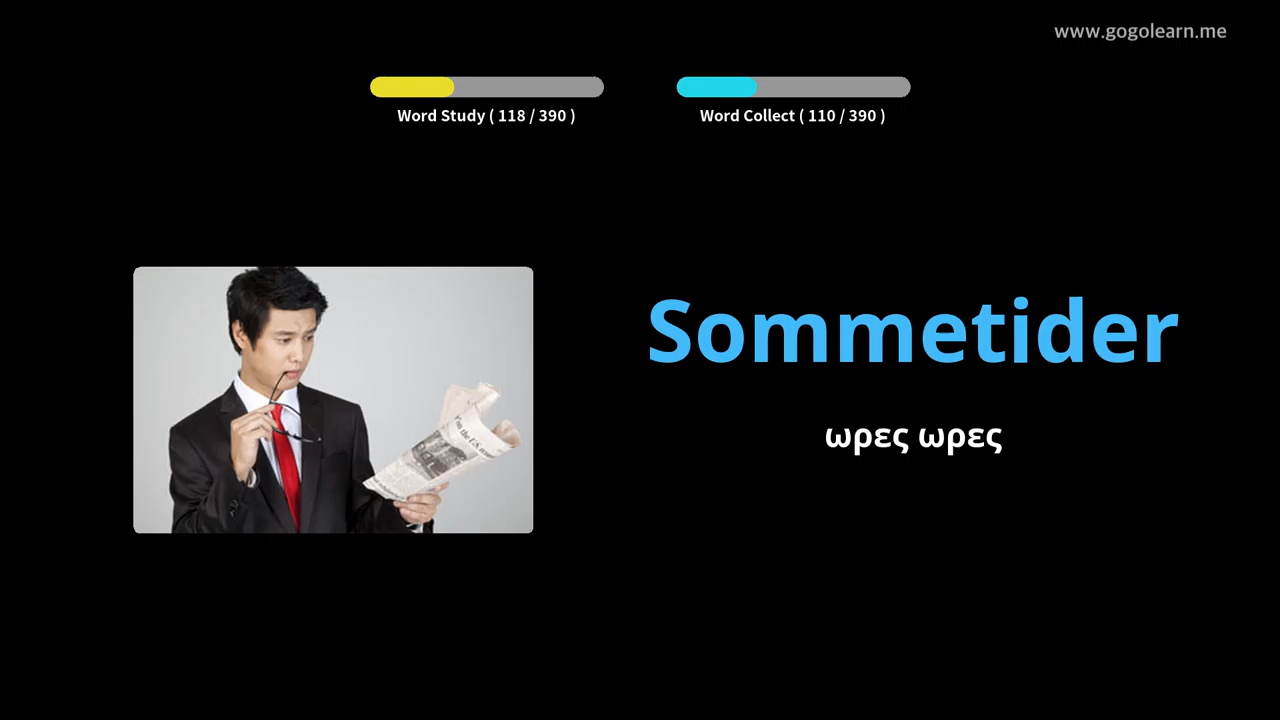 www.gogolearn.me
Word Study ( 118 / 390 )
Word Collect ( 110 / 390 )
Sommetider
ωρες ωρες